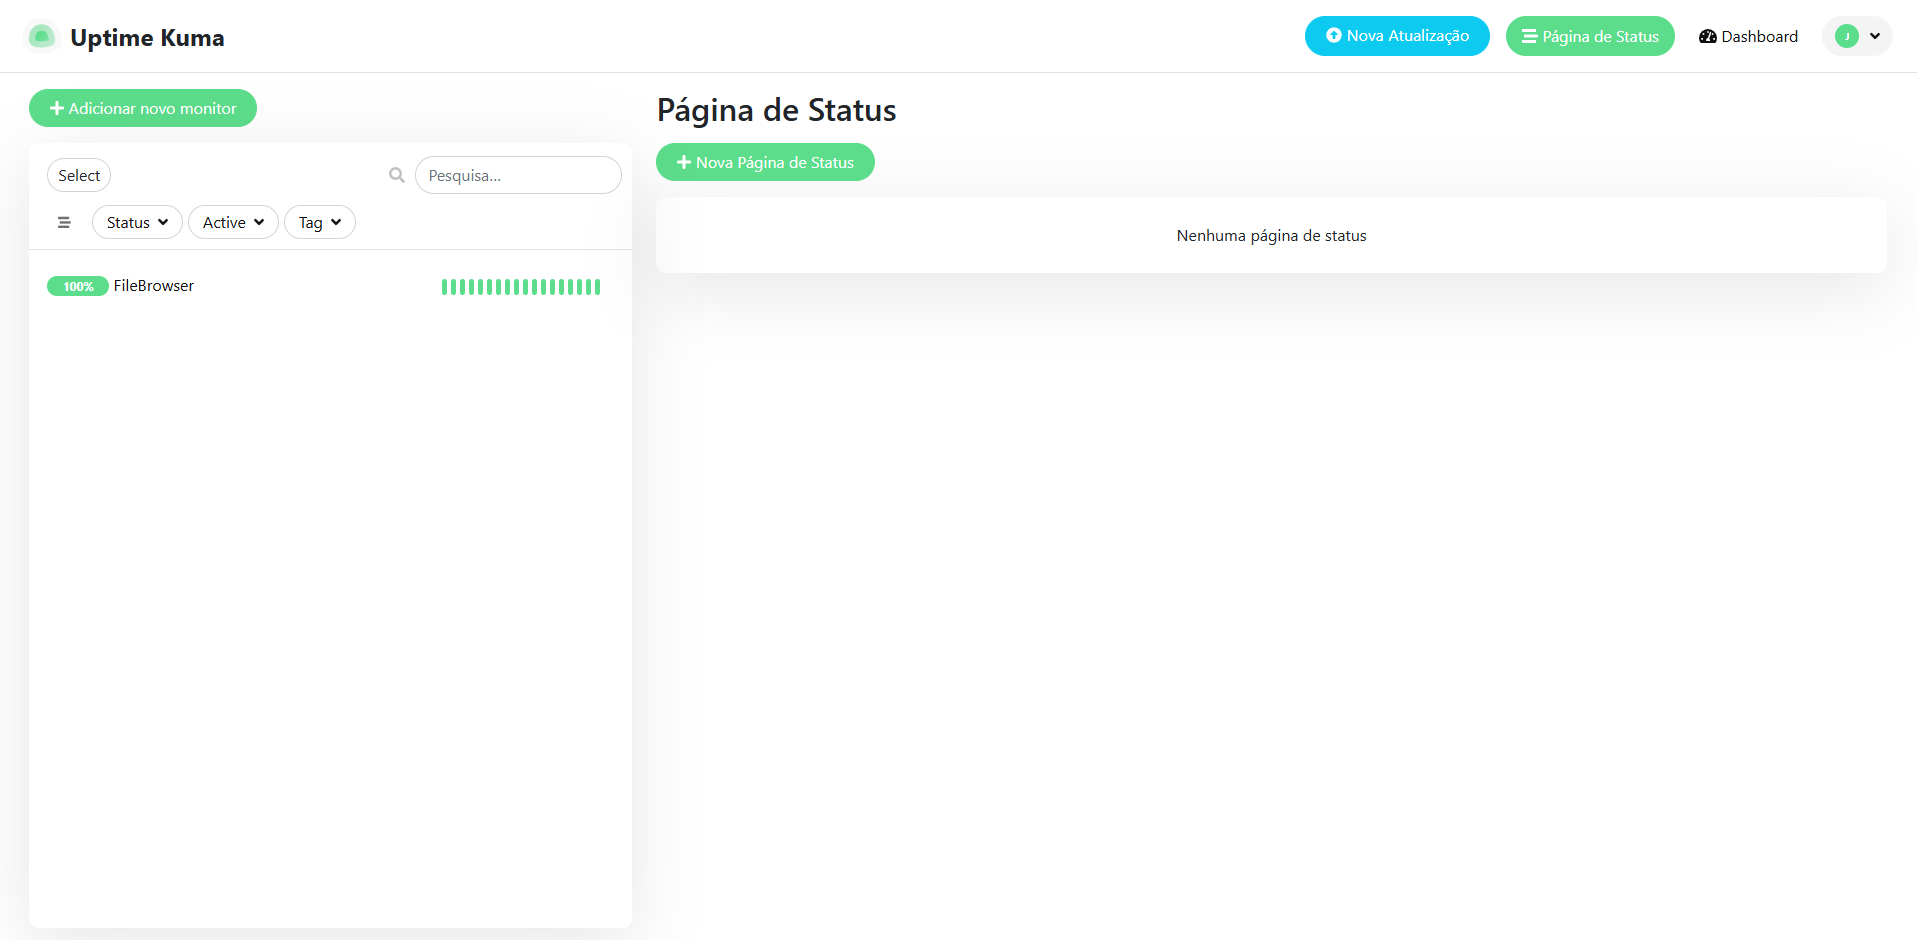 Uptime Kuma
Nova Atualização
Página de Status
Dashboard
J
Adicionar novo monitor
Select
Pesquisa...
Status
Active
Tag
100% FileBrowser
Página de Status
Nova Página de Status
Nenhuma página de status